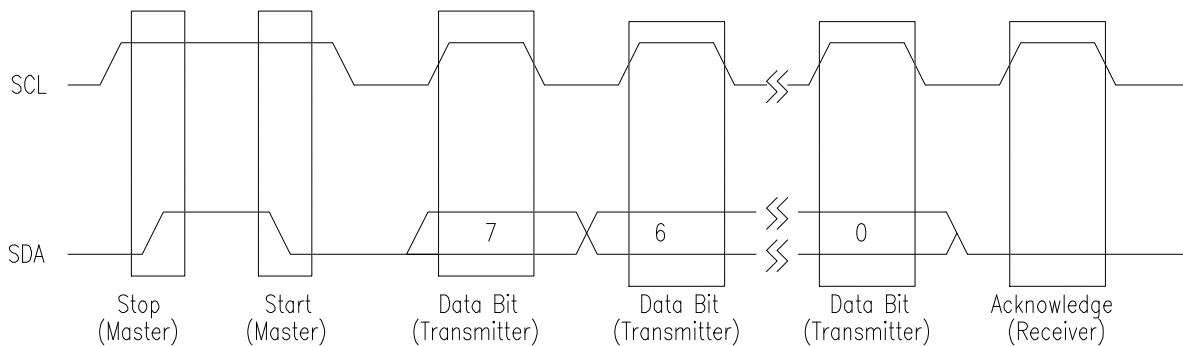 SCL
SDA
7
6
0
Stop
(Master)
Start
(Master)
Data Bit
(Transmitter)
Data Bit
(Transmitter)
Data Bit
(Transmitter)
Acknowledge
(Receiver)